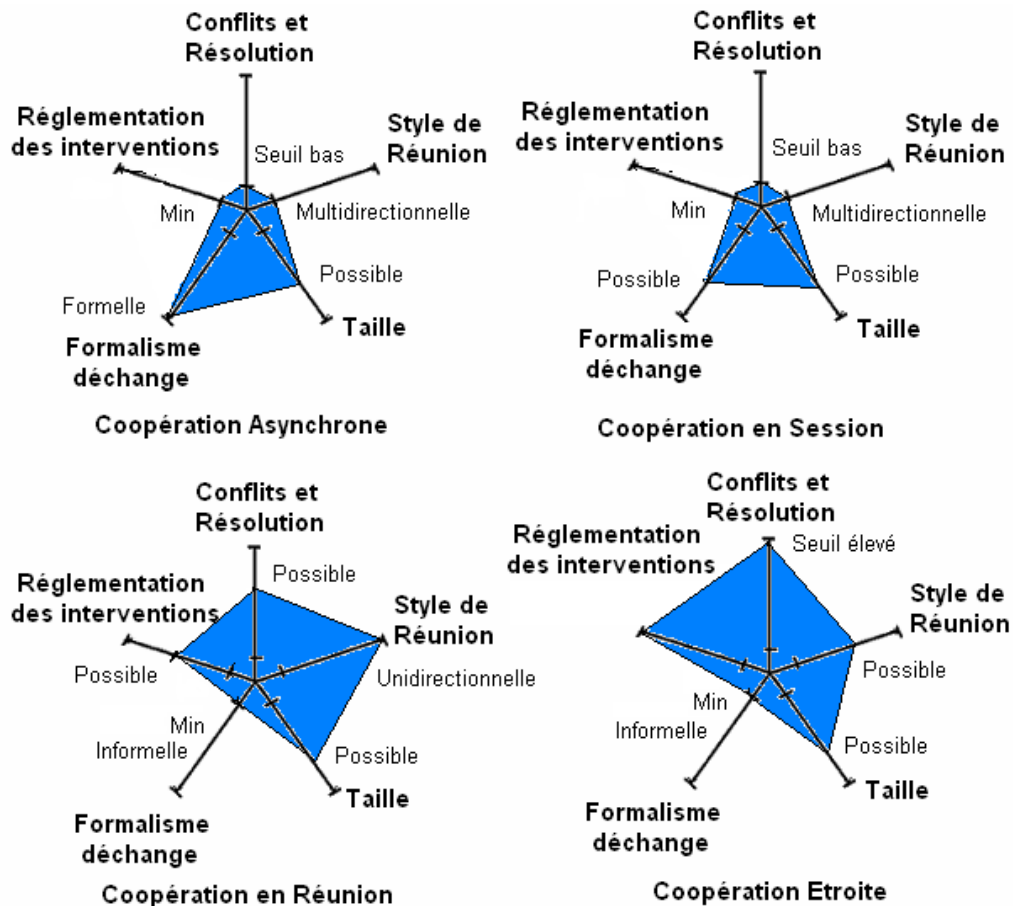 Conflits et
Résolution
Réglementation
des interventions
Style de
Réunion
Seuil bas
Min
Multidirectionnelle
Possible
Formelle
Taille
Formalisme
déchange
Coopération Asynchrone
Conflits et
Résolution
Réglementation
des interventions
Style de
Réunion
Seuil bas
Min
Multidirectionnelle
Possible
Possible
Taille
Formalisme
déchange
Coopération en Session
Conflits et
Résolution
Réglementation
des interventions
Possible
Style de
Réunion
Possible
Unidirectionnelle
Min
Informelle
Possible
Taille
Formalisme
déchange
Coopération en Réunion
Conflits et
Résolution
Réglementation
des interventions
Seuil élevé
Style de
Réunion
Possible
Min
Informelle
Possible
Taille
Formalisme
déchange
Coopération Etroite